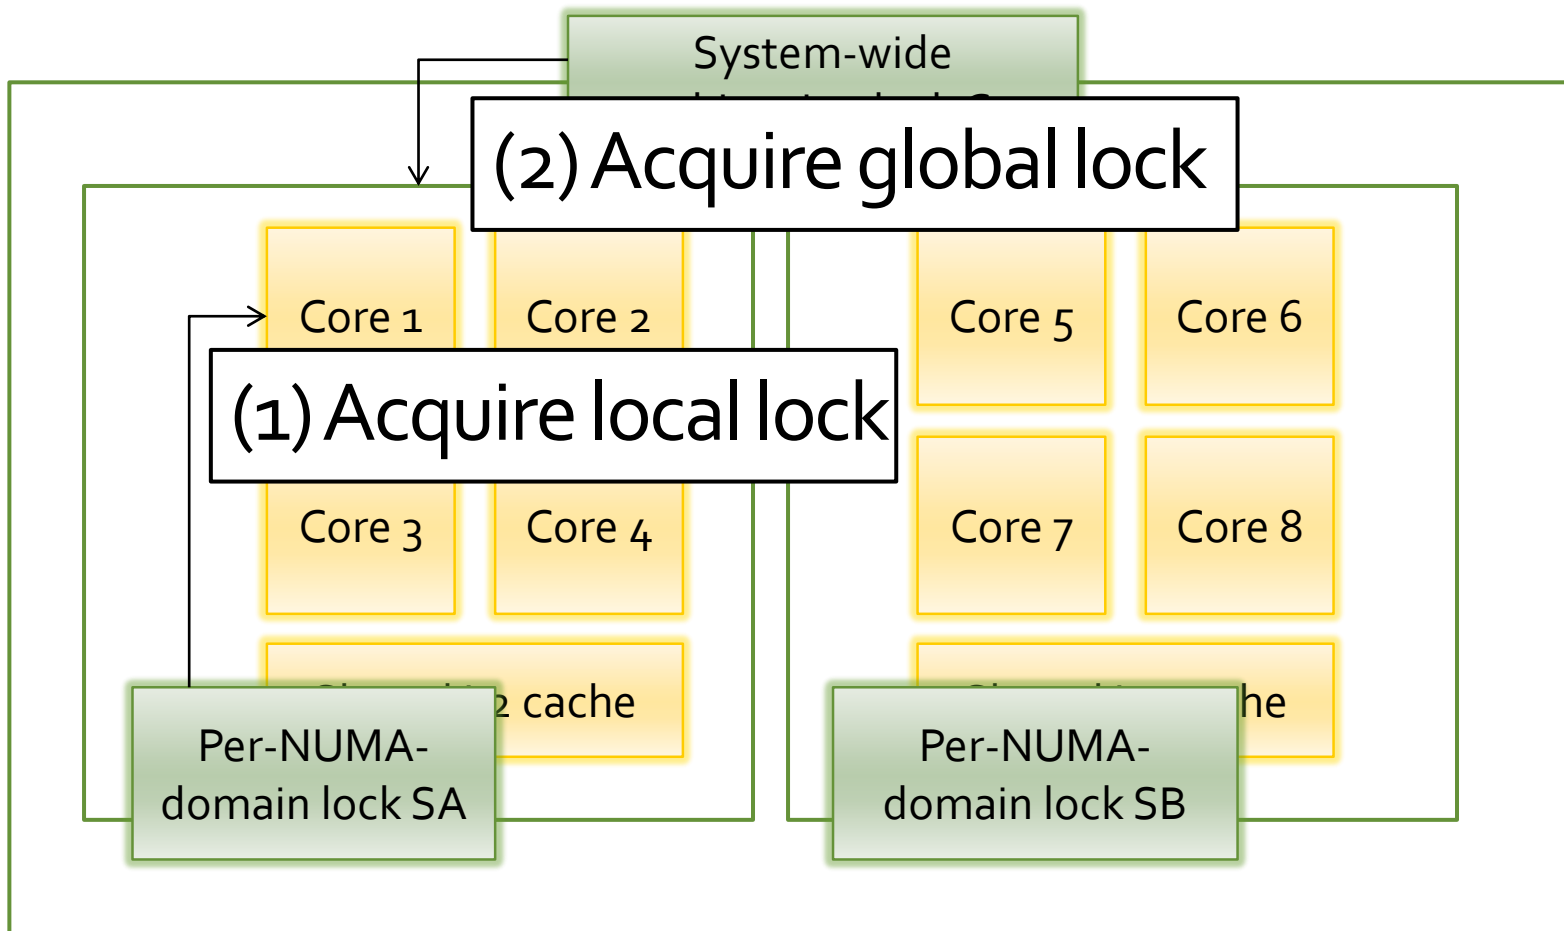 System-wide
(2) Acquire global lock
Core 1
Core 2
Core 5
Core 6
(1) Acquire local lock
Core 3
Core 4
Core 7
Core 8
2 cache
he
Per-NUMA-
domain lock SA
Per-NUMA-
domain lock SB